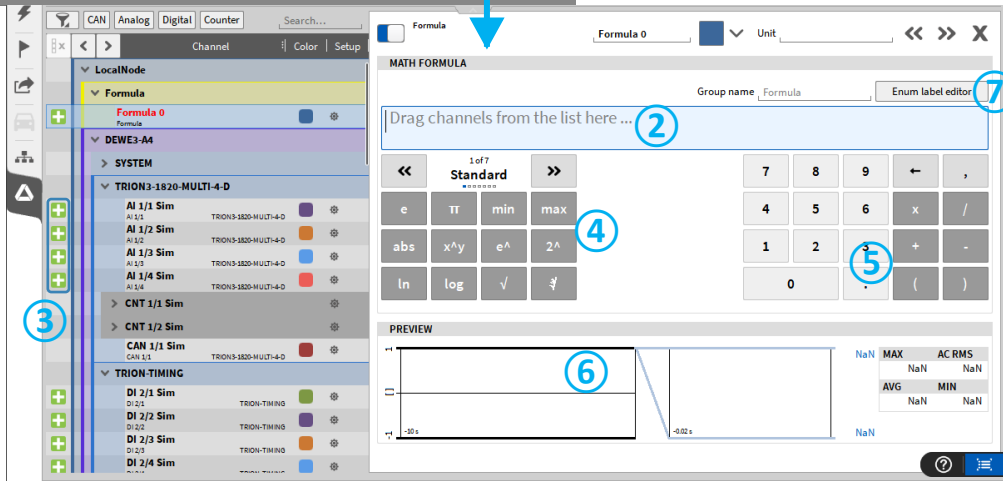 CAN Analog Digital Counter Search...
Channel Color Setup
LocalNode
Formula
Formula 0
Formula
DEWE3-A4
SYSTEM
TRION3-1820-MULTI-4-D
AI 1/1 Sim
AI 1/1 TRION3-1820-MULTI-4-D
AI 1/2 Sim
AI 1/2 TRION3-1820-MULTI-4-D
AI 1/3 Sim
AI 1/3 TRION3-1820-MULTI-4-D
AI 1/4 Sim
AI 1/4 TRION3-1820-MULTI-4-D
3
CNT 1/1 Sim
CNT 1/2 Sim
CAN 1/1 Sim
CAN 1/1 TRION3-1820-MULTI-4-D
TRION-TIMING
DI 2/1 Sim
DI 2/1 TRION-TIMING
DI 2/2 Sim
DI 2/2 TRION-TIMING
DI 2/3 Sim
DI 2/3 TRION-TIMING
DI 2/4 Sim
Formula Formula 0 Unit « » X
MATH FORMULA
Group name Formula Enum label editor 7
Drag channels from the list here ... 2
« 1 of 7 »
Standard
e π min max
abs x^y e^ 2^
ln log √
4
7 8 9 ← ,
4 5 6 x /
1 2 3 + -
0 . ( )
5
PREVIEW
1
[]
-1
-10 s
6
-0.02 s
NaN MAX AC RMS
NaN NaN
AVG MIN
NaN NaN
NaN
?